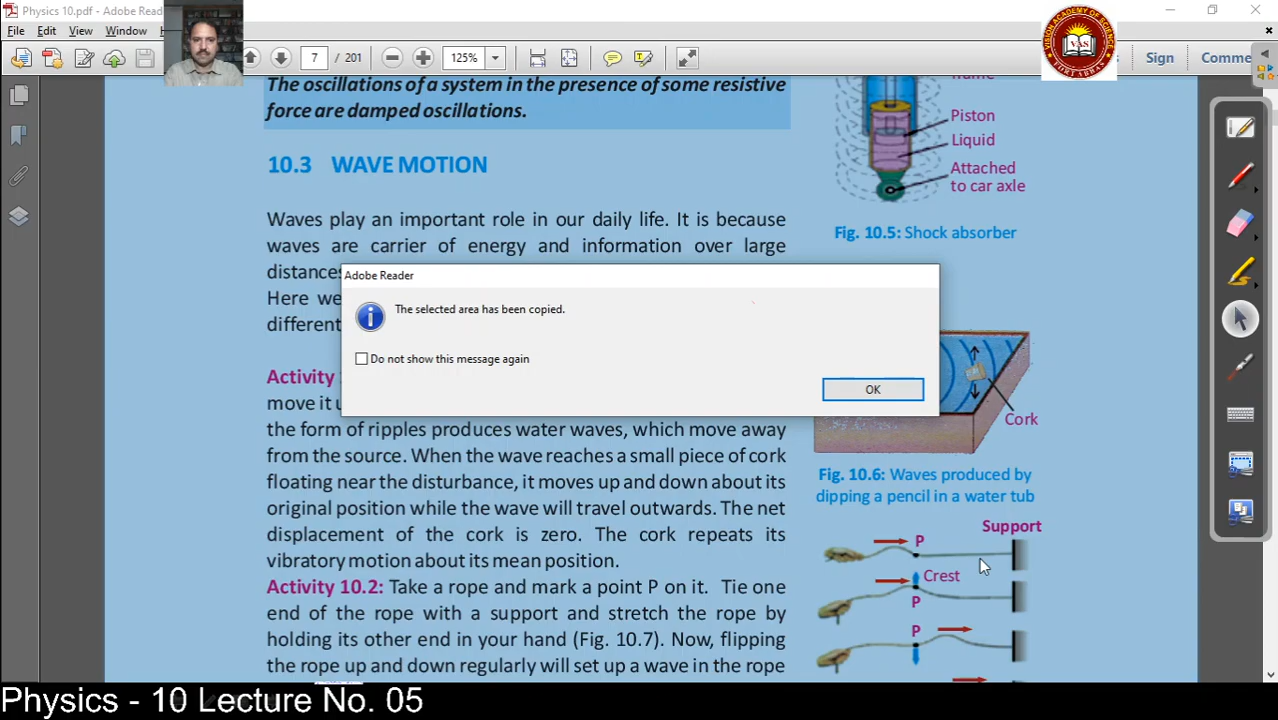 Physics 10.pdf - Adobe Reader
File Edit View Window
7 / 201
125%
Sign
VISION ACADEMY OF SCIENCE
VAS
FORT ABBAS
The oscillations of a system in the presence of some resistive
force are damped oscillations.
10.3 WAVE MOTION
Waves play an important role in our daily life. It is because
waves are carrier of energy and information over large
distances
Here we
different
Adobe Reader
The selected area has been copied.
Do not show this message again
OK
Activity
move it
the form of ripples produces water waves, which move away
from the source. When the wave reaches a small piece of cork
floating near the disturbance, it moves up and down about its
original position while the wave will travel outwards. The net
displacement of the cork is zero. The cork repeats its
vibratory motion about its mean position.
Activity 10.2: Take a rope and mark a point P on it. Tie one
end of the rope with a support and stretch the rope by
holding its other end in your hand (Fig. 10.7). Now, flipping
the rope up and down regularly will set up a wave in the rope
Piston
Liquid
Attached
to car axle
Fig. 10.5: Shock absorber
Cork
Fig. 10.6: Waves produced by
dipping a pencil in a water tub
Support
P
Crest
P
P
Physics - 10 Lecture No. 05